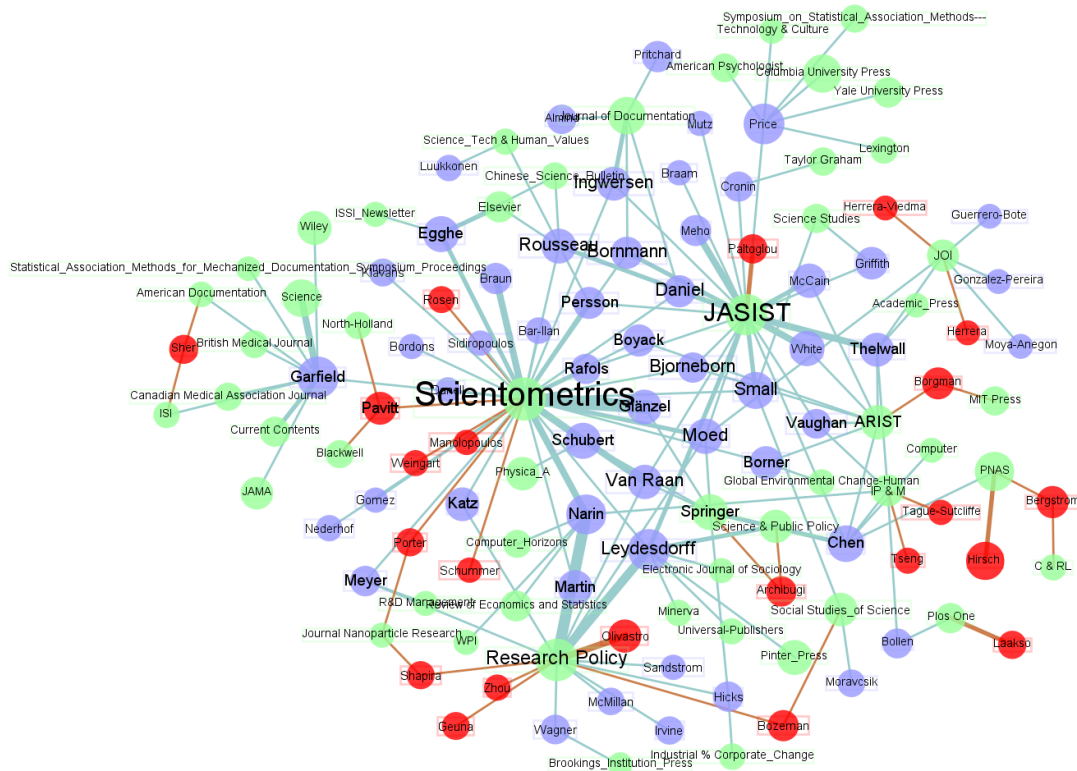 Symposium_on_Statistical_Association_Methods---
Technology & Culture
Pritchard
American Psychologist
Columbia University Press
Yale University Press
Almind
Journal of Documentation
Mutz
Price
Science_Tech & Human_Values
Lexington
Luukkonen
Chinese_Science_Bulletin
Braam
Taylor Graham
Ingwersen
Cronin
ISSI_Newsletter
Elsevier
Herrera-Viedma
Guerrero-Bote
Wiley
Egghe
Rousseau
Bornmann
Meho
Science Studies
Paltoglou
JOI
Statistical_Association_Methods_for_Mechanized_Documentation_Symposium_Proceedings
Klavans
Braun
Daniel
McCain
Griffith
Gonzalez-Pereira
American Documentation
Science
Rosen
Persson
JASIST
Academic_Press
North-Holland
Bar-Ilan
Herrera
British Medical Journal
Sher
Bordons
Sidiropoulos
Boyack
White
Thelwall
Moya-Anegon
Garfield
Rafols
Bjorneborn
Canadian Medical Association Journal
Scientometrics
Small
Borgman
ISI
Pavitt
Glänzel
MIT Press
Current Contents
Manolopoulos
Schubert
Moed
Vaughan
ARIST
Blackwell
Weingart
Computer
Physica_A
Borner
JAMA
Van Raan
Global Environmental Change-Human
IP & M
PNAS
Gomez
Katz
Narin
Springer
Bergstrom
Nederhof
Science & Public Policy
Tague-Sutcliffe
Porter
Computer_Horizons
Leydesdorff
Chen
Tseng
Hirsch
C & RL
Meyer
Schummer
Electronic Journal of Sociology
Martin
Archibugi
R&D Management
Review of Economics and Statistics
Minerva
Social Studies_of Science
Plos One
Journal Nanoparticle Research
WPI
Olivastro
Universal-Publishers
Bollen
Laakso
Research Policy
Pinter_Press
Shapira
Sandstrom
Zhou
Moravcsik
McMillan
Hicks
Geuna
Wagner
Irvine
Bozeman
Brookings_Institution_Press
Industrial % Corporate_Change